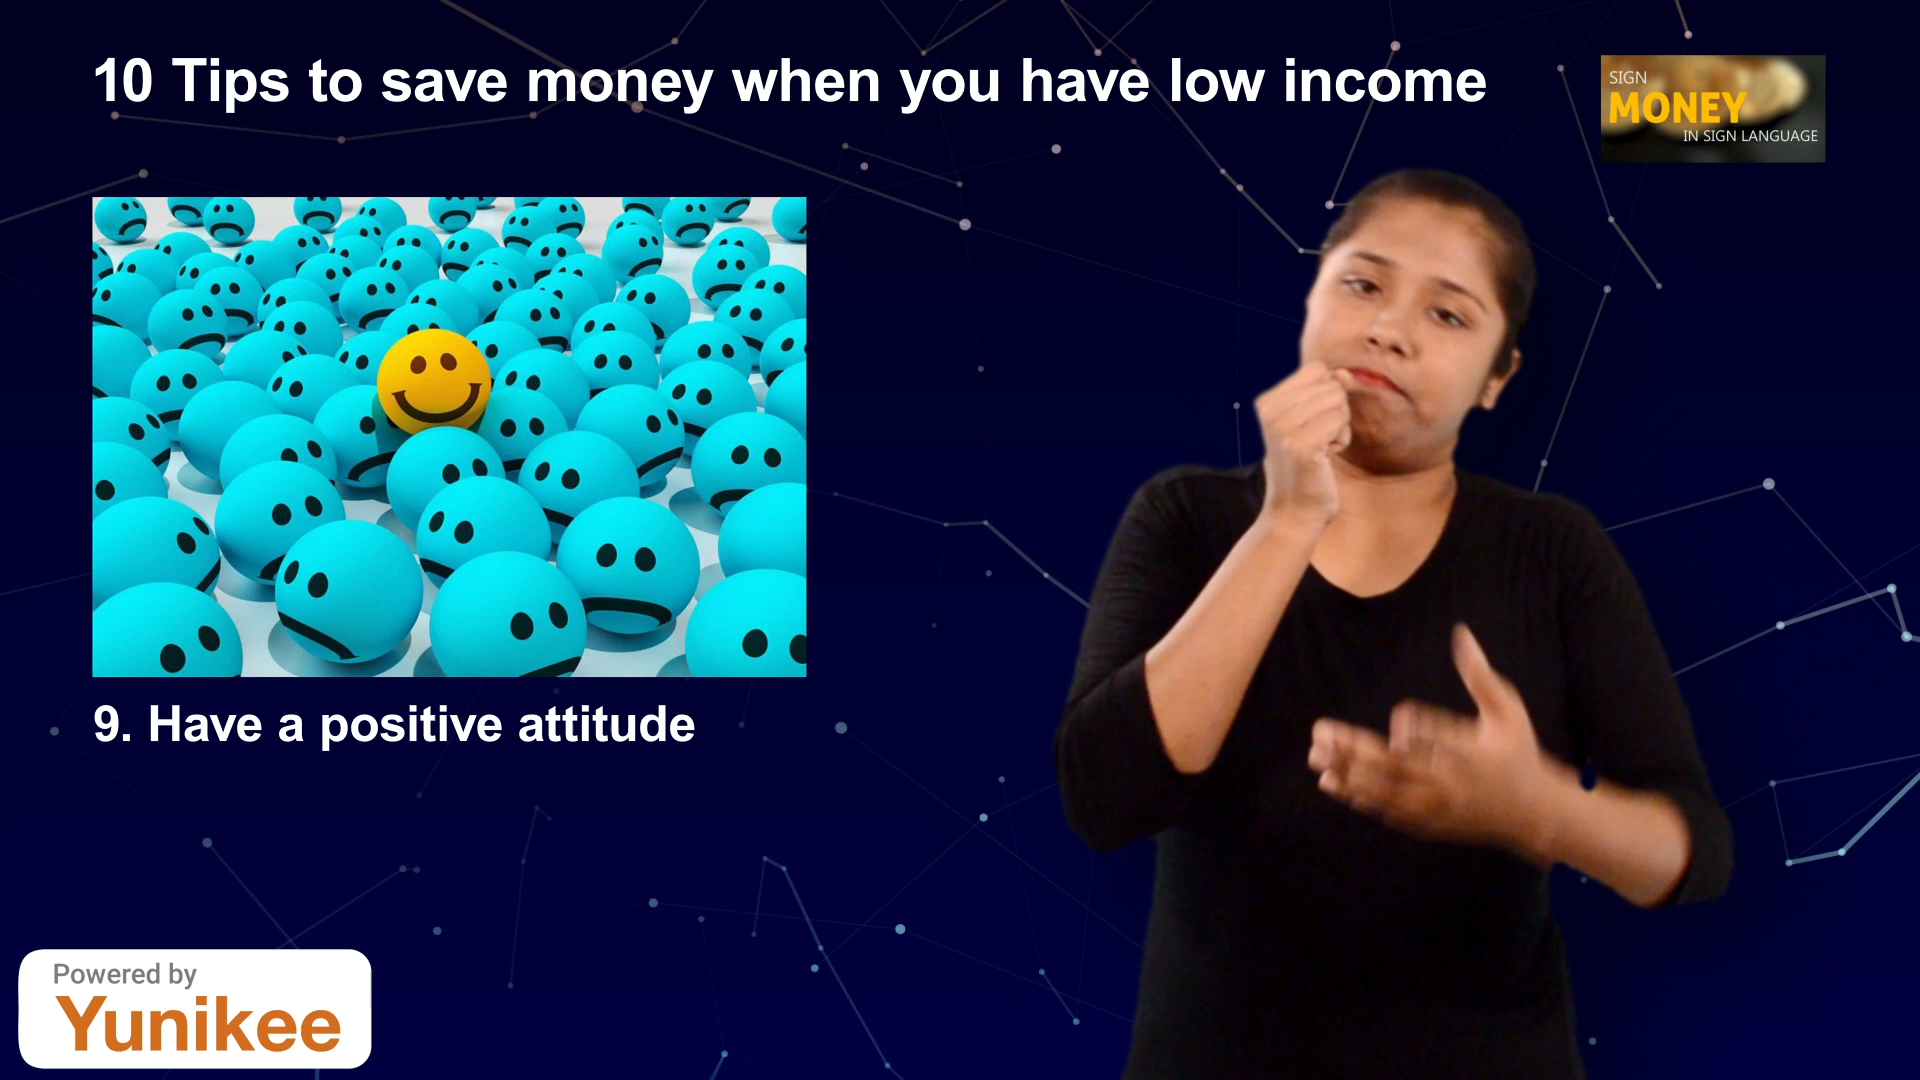 10 Tips to save money when you have low income
SIGN
MONEY
IN SIGN LANGUAGE
9. Have a positive attitude
Powered by
Yunikee